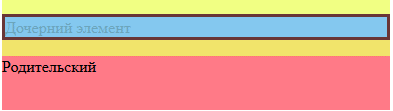 Дочерний элемент
Родительский